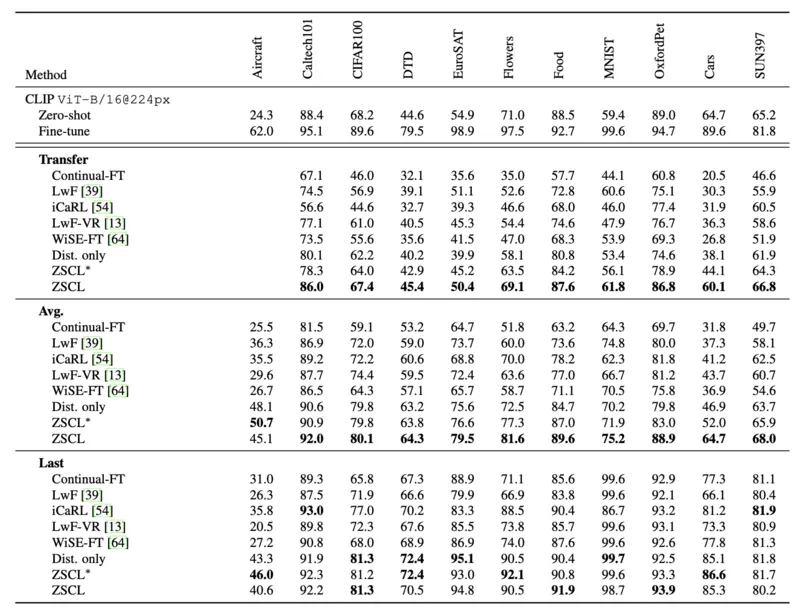 Method Aircraft Caltech101 CIFAR100 DTD EuroSAT Flowers Food MNIST OxfordPet Cars SUN397
CLIP ViT-B/16@224px
Zero-shot 24.3 88.4 68.2 44.6 54.9 71.0 88.5 59.4 89.0 64.7 65.2
Fine-tune 62.0 95.1 89.6 79.5 98.9 97.5 92.7 99.6 94.7 89.6 81.8
Transfer
Continual-FT 67.1 46.0 32.1 35.6 35.0 57.7 44.1 60.8 20.5 46.6
LwF [39] 74.5 56.9 39.1 51.1 52.6 72.8 60.6 75.1 30.3 55.9
iCaRL [54] 56.6 44.6 32.7 39.3 46.6 68.0 46.0 77.4 31.9 60.5
LwF-VR [13] 77.1 61.0 40.5 45.3 54.4 74.6 47.9 76.7 36.3 58.6
WiSE-FT [64] 73.5 55.6 35.6 41.5 47.0 68.3 53.9 69.3 26.8 51.9
Dist. only 80.1 62.2 40.2 39.9 58.1 80.8 53.4 74.6 38.1 61.9
ZSCL* 78.3 64.0 42.9 45.2 63.5 84.2 56.1 78.9 44.1 64.3
ZSCL 86.0 67.4 45.4 50.4 69.1 87.6 61.8 86.8 60.1 66.8
Avg.
Continual-FT 25.5 81.5 59.1 53.2 64.7 51.8 63.2 64.3 69.7 31.8 49.7
LwF [39] 36.3 86.9 72.0 59.0 73.7 60.0 73.6 74.8 80.0 37.3 58.1
iCaRL [54] 35.5 89.2 72.2 60.6 68.8 70.0 78.2 62.3 81.8 41.2 62.5
LwF-VR [13] 29.6 87.7 74.4 59.5 72.4 63.6 77.0 66.7 81.2 43.7 60.7
WiSE-FT [64] 26.7 86.5 64.3 57.1 65.7 58.7 71.1 70.5 75.8 36.9 54.6
Dist. only 48.1 90.6 79.8 63.2 75.6 72.5 84.7 70.2 79.8 46.9 63.7
ZSCL* 50.7 90.9 79.8 63.8 76.6 77.3 87.0 71.9 83.0 52.0 65.9
ZSCL 45.1 92.0 80.1 64.3 79.5 81.6 89.6 75.2 88.9 64.7 68.0
Last
Continual-FT 31.0 89.3 65.8 67.3 88.9 71.1 85.6 99.6 92.9 77.3 81.1
LwF [39] 26.3 87.5 71.9 66.6 79.9 66.9 83.8 99.6 92.1 66.1 80.4
iCaRL [54] 35.8 93.0 77.0 70.2 83.3 88.5 90.4 86.7 93.2 81.2 81.9
LwF-VR [13] 20.5 89.8 72.3 67.6 85.5 73.8 85.7 99.6 93.1 73.3 80.9
WiSE-FT [64] 27.2 90.8 68.0 68.9 86.9 74.0 87.6 99.6 92.6 77.8 81.3
Dist. only 43.3 91.9 81.3 72.4 95.1 90.5 90.4 99.7 92.5 85.1 81.8
ZSCL* 46.0 92.3 81.2 72.4 93.0 92.1 90.8 99.6 93.3 86.6 81.7
ZSCL 40.6 92.2 81.3 70.5 94.8 90.5 91.9 98.7 93.9 85.3 80.2